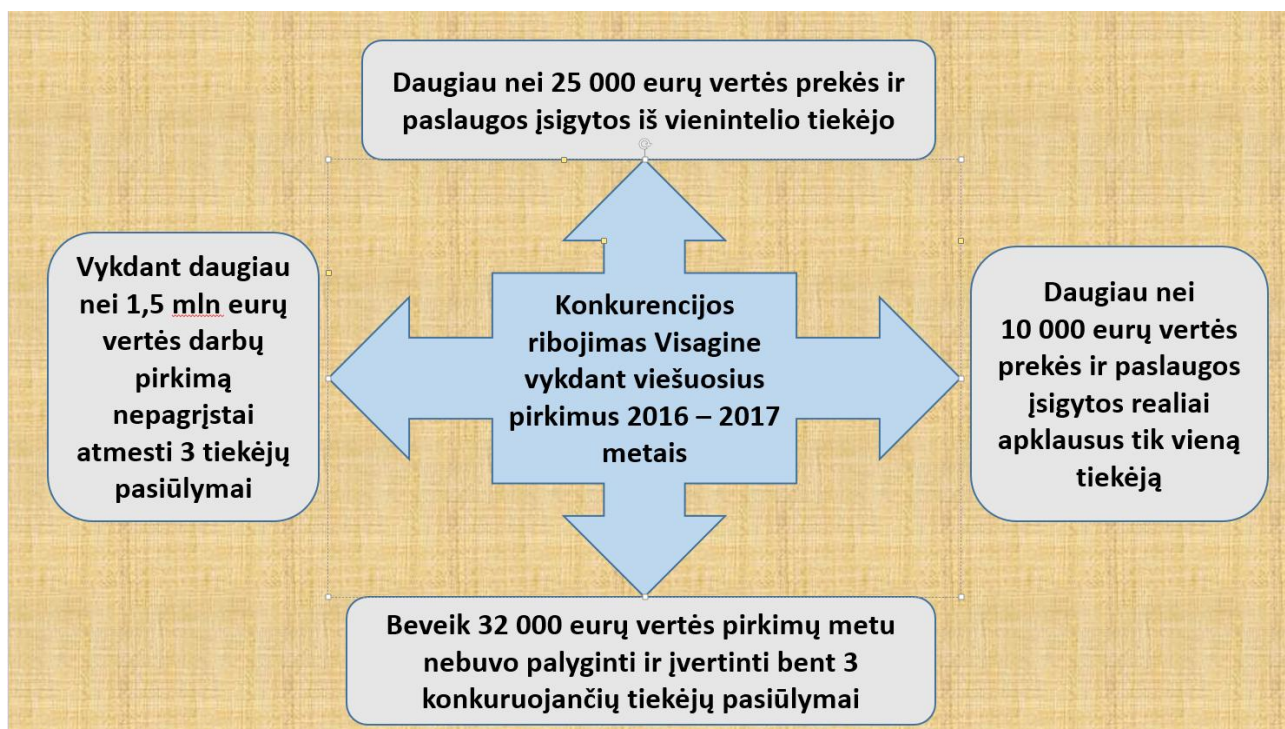 Daugiau nei 25 000 eurų vertės prekės ir
paslaugos įsigytos iš vienintelio tiekėjo
Vykdant daugiau
nei 1,5 mln eurų
vertės darbų
pirkimą
nepagrįstai
atmesti 3 tiekėjų
pasiūlymai
Konkurencijos
ribojimas Visagine
vykdant viešuosius
pirkimus 2016 – 2017
metais
Daugiau nei
10 000 eurų vertės
prekės ir paslaugos
įsigytos realiai
apklausus tik vieną
tiekėją
Beveik 32 000 eurų vertės pirkimų metu
nebuvo palyginti ir įvertinti bent 3
konkuruojančių tiekėjų pasiūlymai